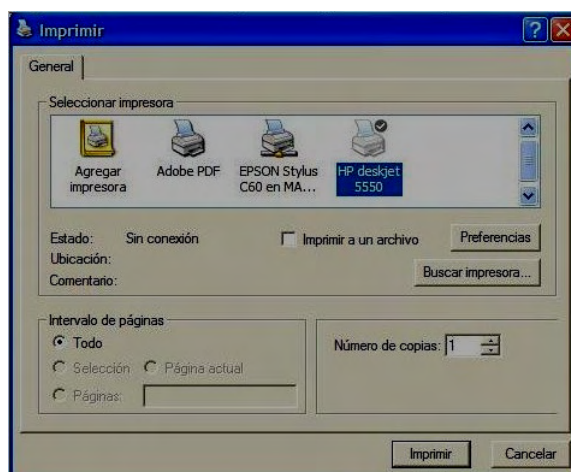 Imprimir
General
Seleccionar impresora
Agregar
impresora
Adobe PDF
EPSON Stylus
C60 en MA...
HP deskjet
5550
Estado: Sin conexión
Imprimir a un archivo
Preferencias
Ubicación:
Comentario:
Buscar impresora...
Intervalo de páginas
Todo
Selección
Página actual
Páginas:
Número de copias: 1
Imprimir
Cancelar